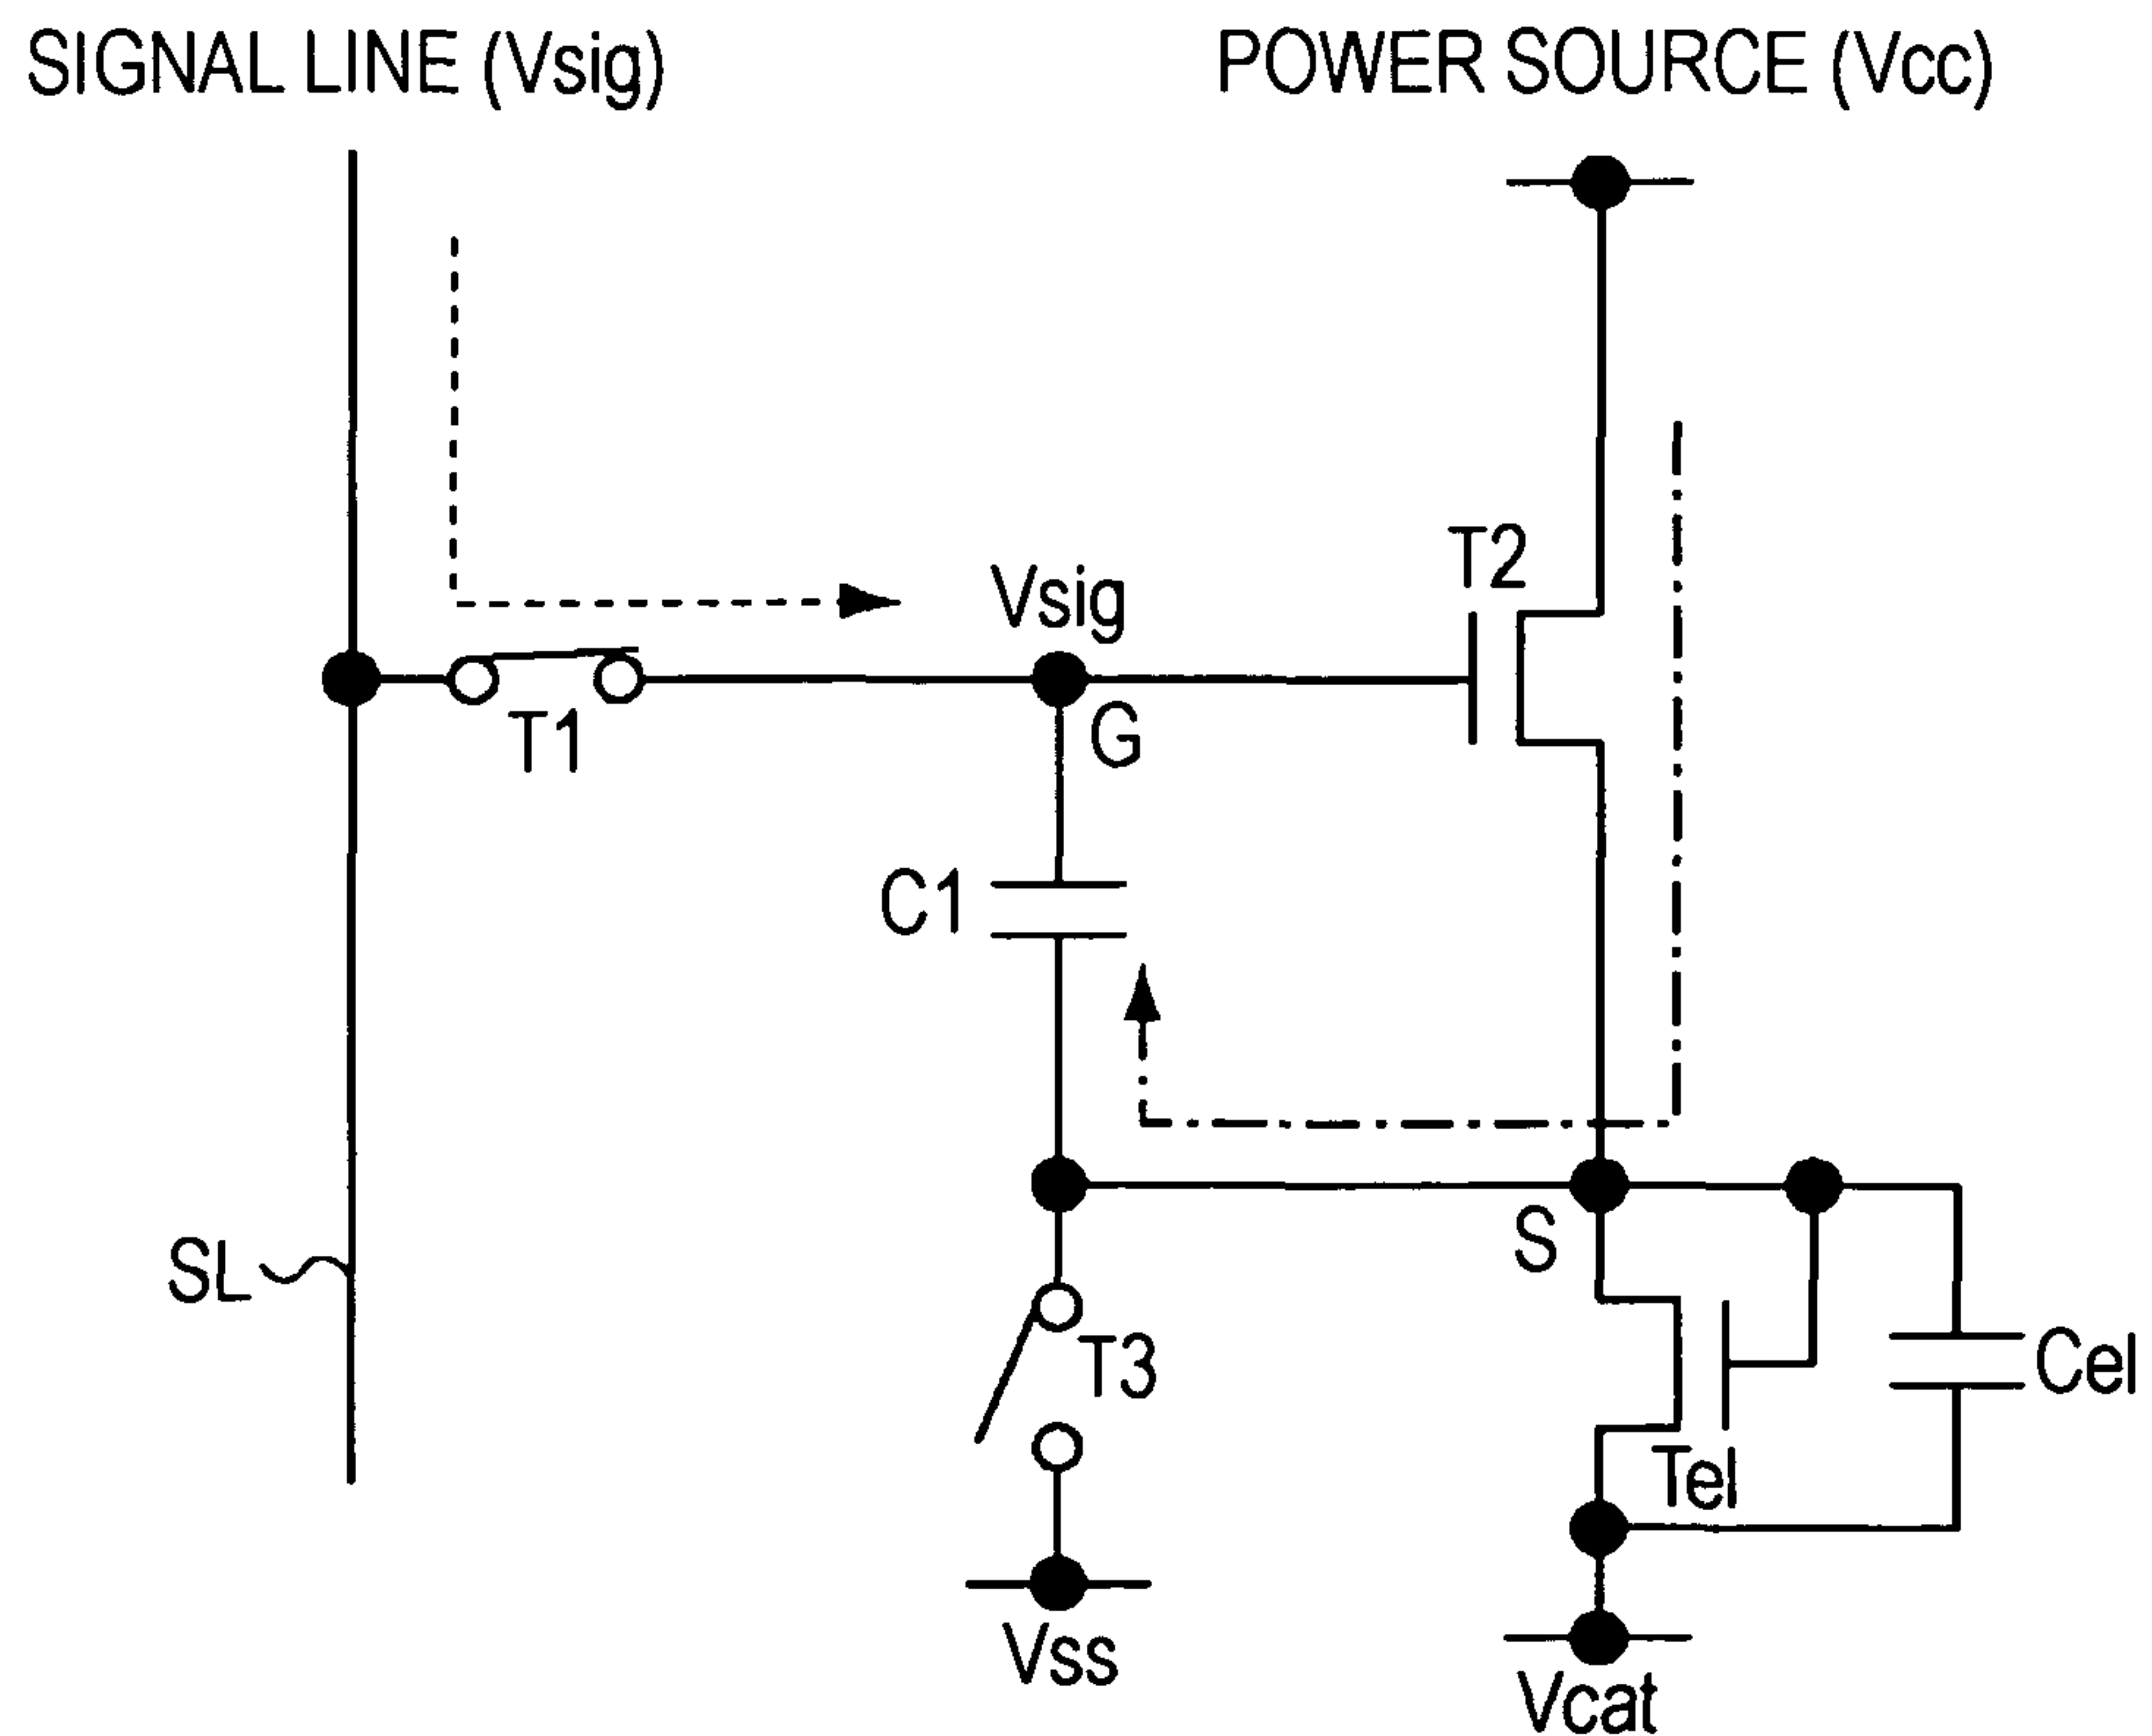 SIGNAL LINE (Vsig)
POWER SOURCE (Vcc)
T2
Vsig
G
T1
C1
S
SL
T3
Cel
Tel
Vss
Vcat